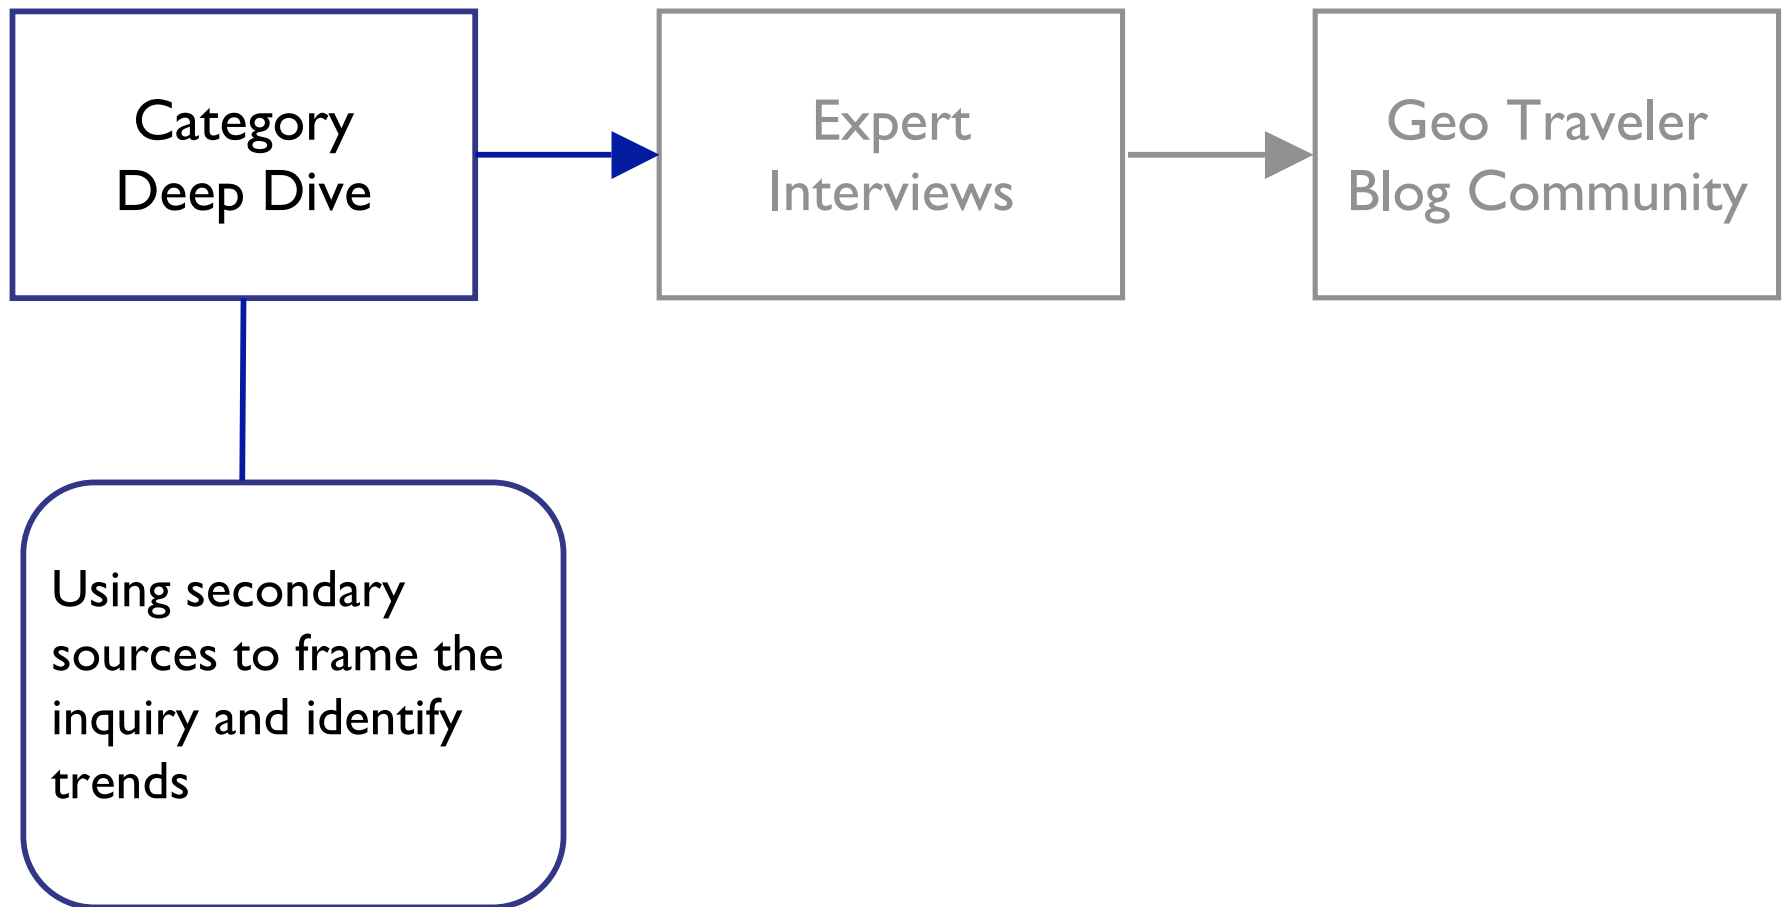 Category
Deep Dive
Expert
Interviews
Geo Traveler
Blog Community
Using secondary
sources to frame the
inquiry and identify
trends